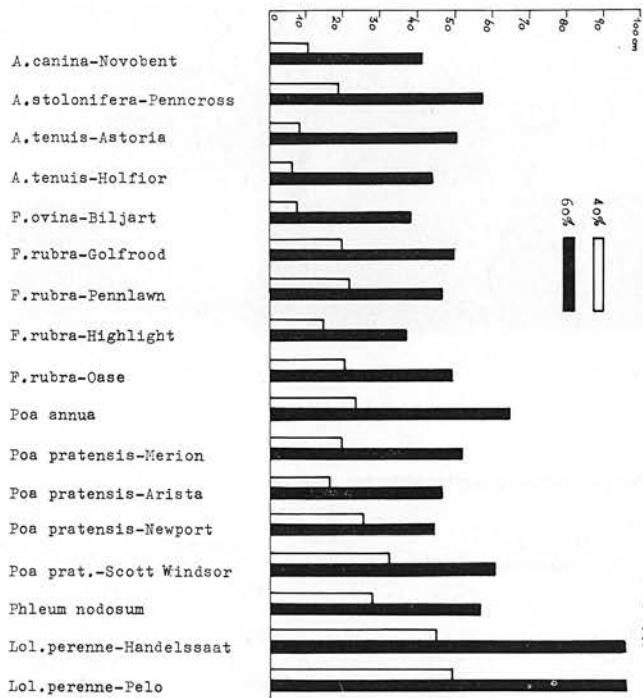 0 10 20 30 40 50 60 70 80 90 100 cm
A.canina-Novobent
A.stolonifera-Penncross
A.tenuis-Astoria
A.tenuis-Holfior
F.ovina-Biljart
F.rubra-Golfrood
F.rubra-Pennlawn
F.rubra-Highlight
F.rubra-Oase
Poa annua
Poa pratensis-Merion
Poa pratensis-Arista
Poa pratensis-Newport
Poa prat.-Scott Windsor
Phleum nodosum
Lol.perenne-Handelssaat
Lol.perenne-Pelo
40%
60%